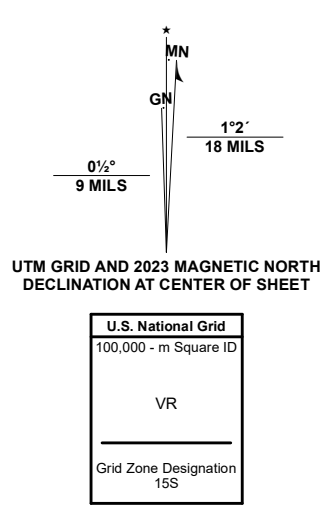 ★
MN
GN
1°2´
18 MILS
0½°
9 MILS
UTM GRID AND 2023 MAGNETIC NORTH
DECLINATION AT CENTER OF SHEET
U.S. National Grid
100,000 - m Square ID
VR
Grid Zone Designation
15S